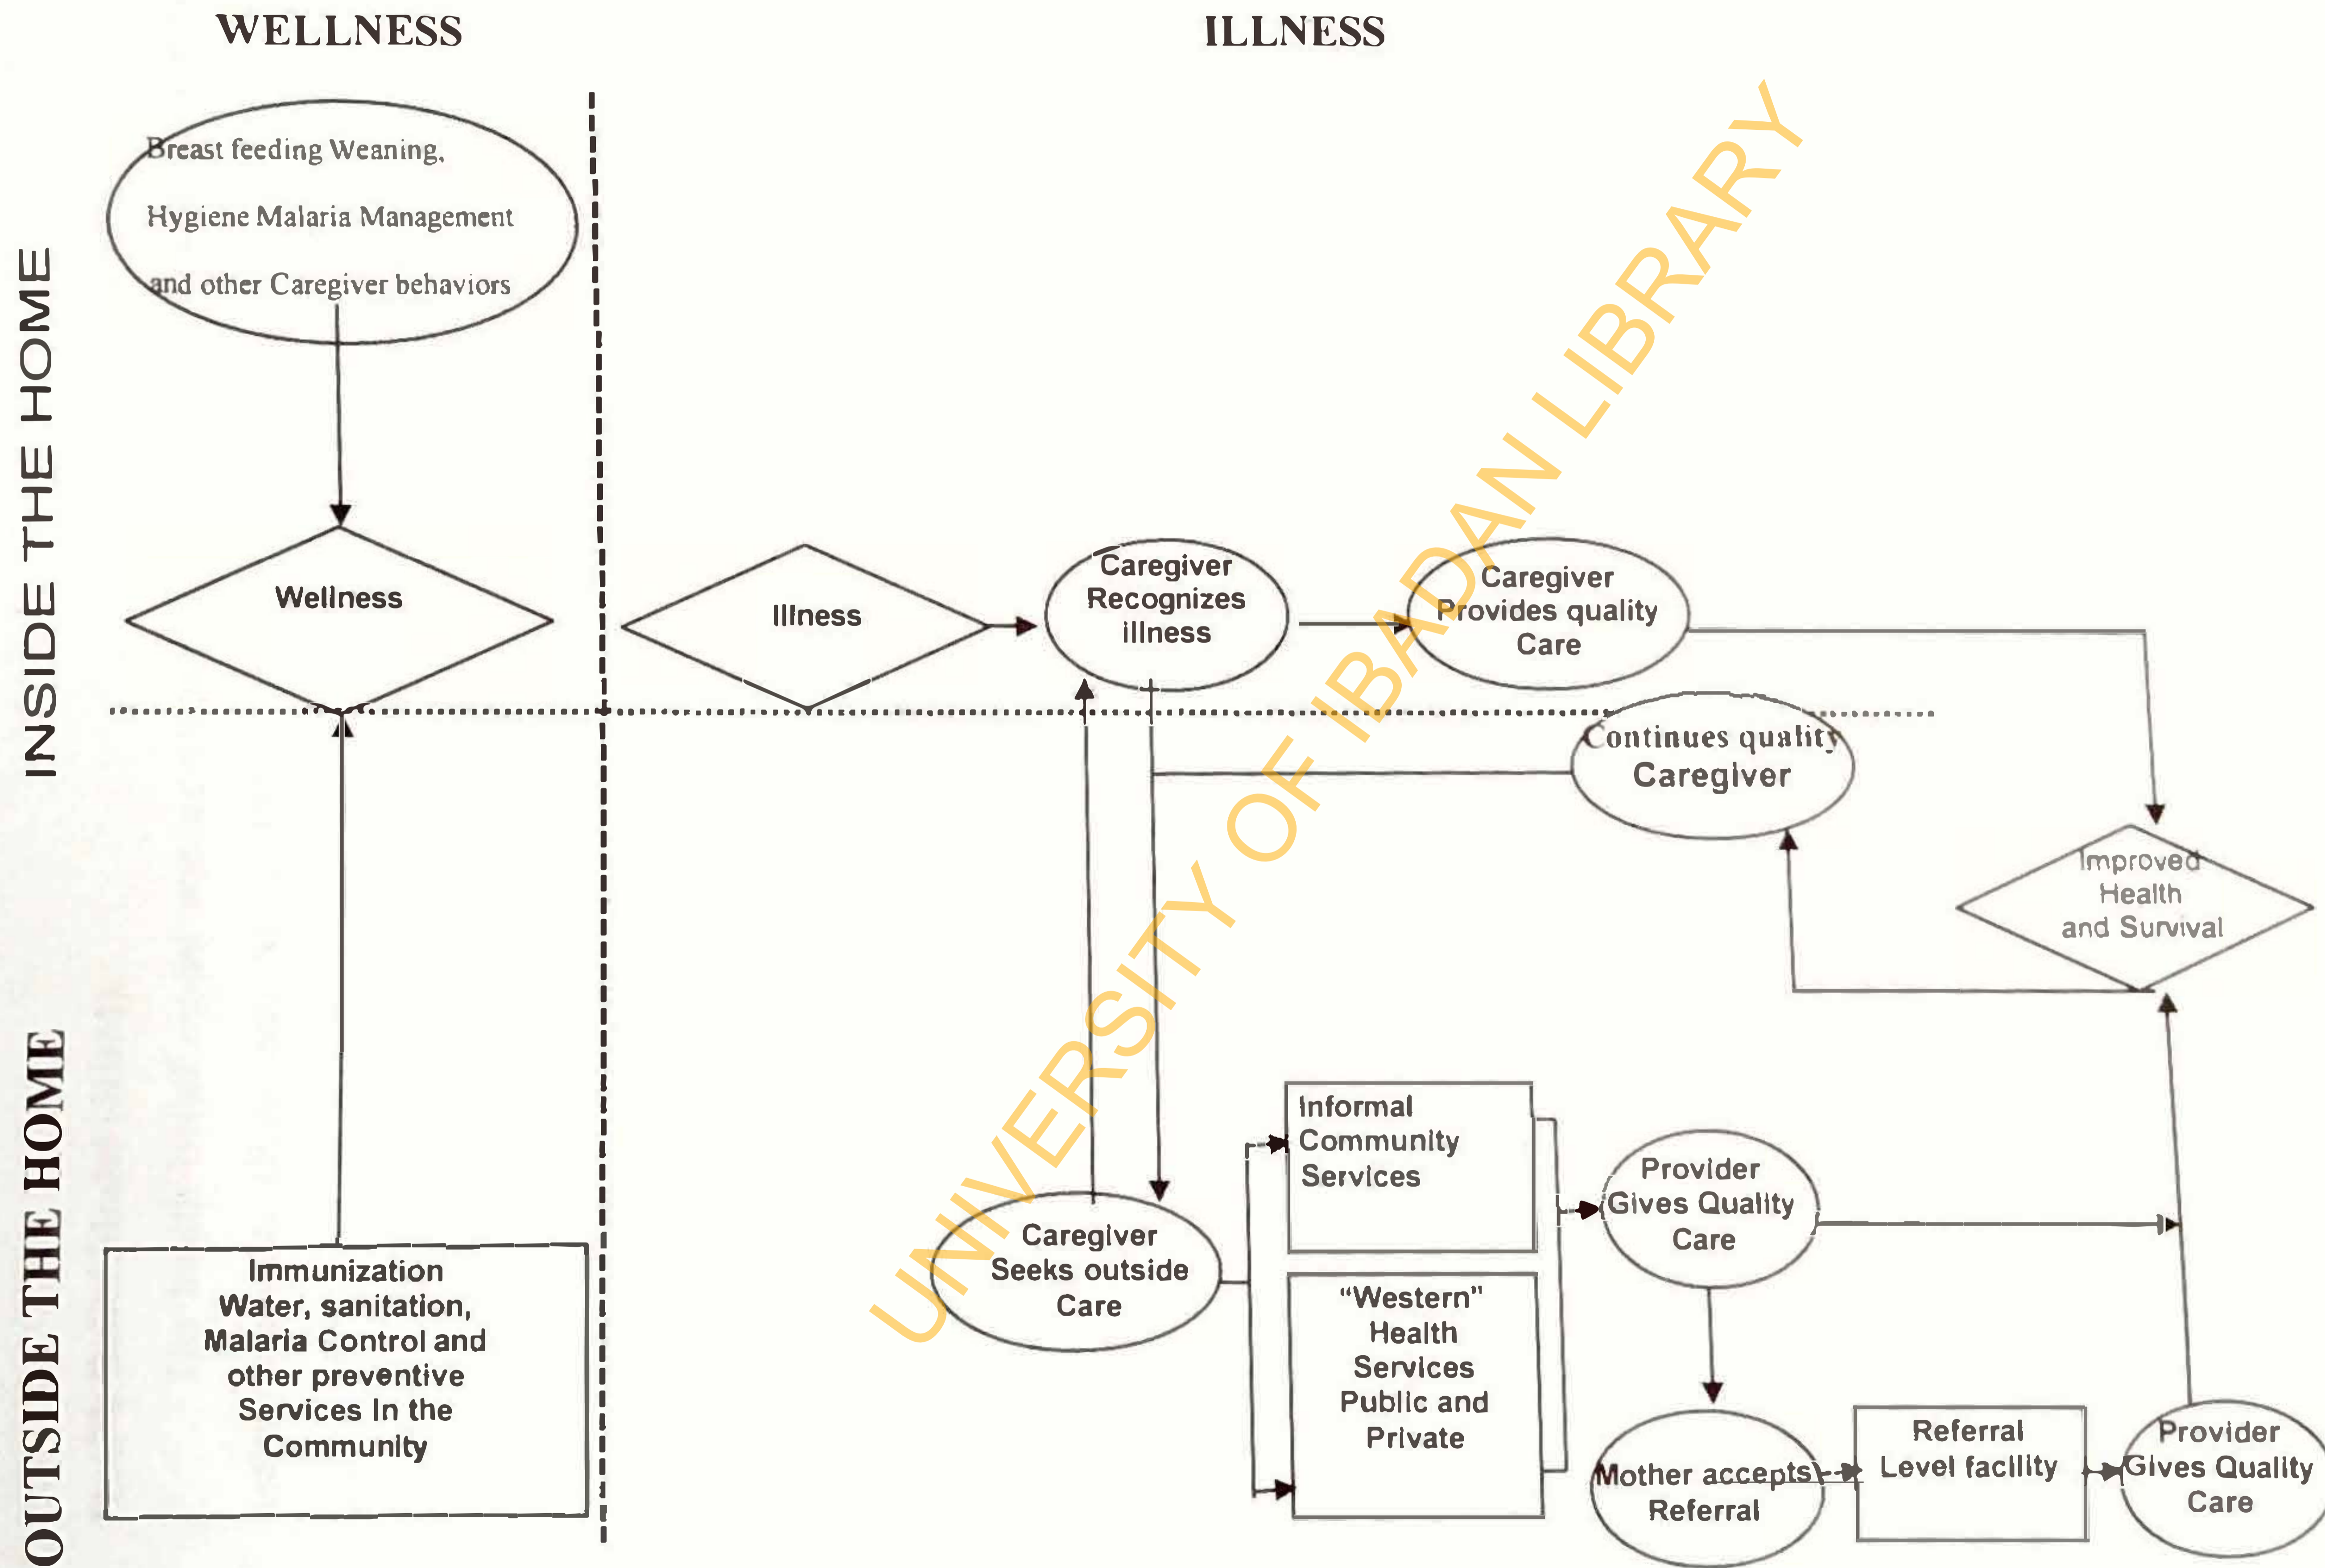 WELLNESS
ILLNESS
INSIDE THE HOME
OUTSIDE THE HOME
Breast feeding Weaning,
Hygiene Malaria Management
and other Caregiver behaviors
Wellness
Immunization
Water, sanitation,
Malaria Control and
other preventive
Services In the
Community
Illness
Caregiver
Recognizes
illness
Caregiver
Provides quality
Care
Continues quality
Caregiver
Improved
Health
and Survival
Caregiver
Seeks outside
Care
Informal
Community
Services
"Western"
Health
Services
Public and
Private
Provider
Gives Quality
Care
Mother accepts
Referral
Referral
Level facility
Provider
Gives Quality
Care
UNIVERSITY OF IBADAN LIBRARY